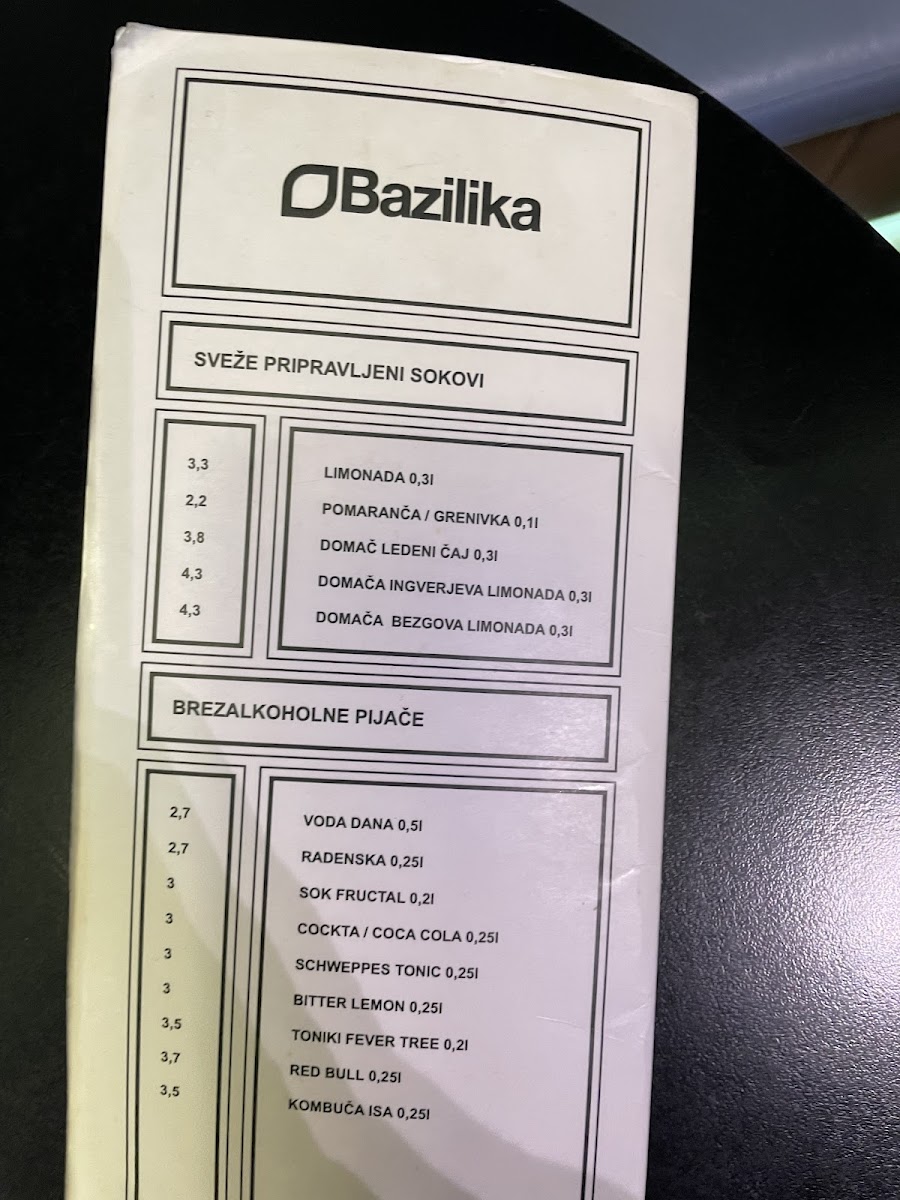 Bazilika
SVEŽE PRIPRAVLJENI SOKOVI
3,3 LIMONADA 0,3l
2,2 POMARANČA / GRENIVKA 0,1l
3,8 DOMAČ LEDENI ČAJ 0,3l
4,3 DOMAČA INGVERJEVA LIMONADA 0,3l
4,3 DOMAČA BEZGOVA LIMONADA 0,3l
BREZALKOHOLNE PIJAČE
2,7 VODA DANA 0,5l
2,7 RADENSKA 0,25l
3 SOK FRUCTAL 0,2l
3 COCKTA / COCA COLA 0,25l
3 SCHWEPPES TONIC 0,25l
3 BITTER LEMON 0,25l
3,5 TONIKI FEVER TREE 0,2l
3,7 RED BULL 0,25l
3,5 KOMBUČA ISA 0,25l